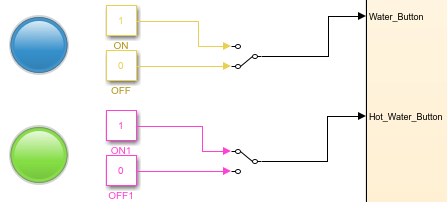 1
Water_Button
ON
0
OFF
1
Hot_Water_Button
ON1
0
OFF1